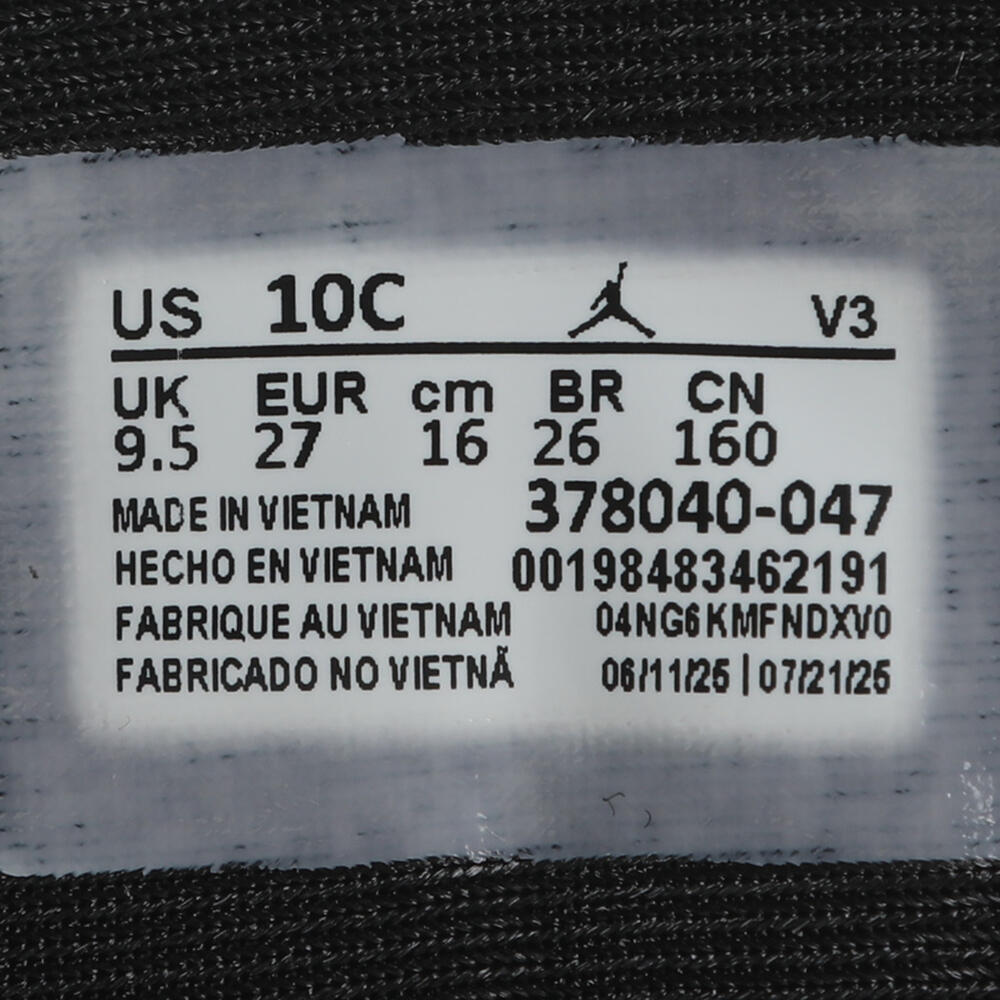 US 10C V3
UK EUR cm BR CN
9.5 27 16 26 160
MADE IN VIETNAM 378040-047
HECHO EN VIETNAM 00198483462191
FABRIQUE AU VIETNAM 04NG6KMFNDXV0
FABRICADO NO VIETNÃ 06/11/25 | 07/21/25